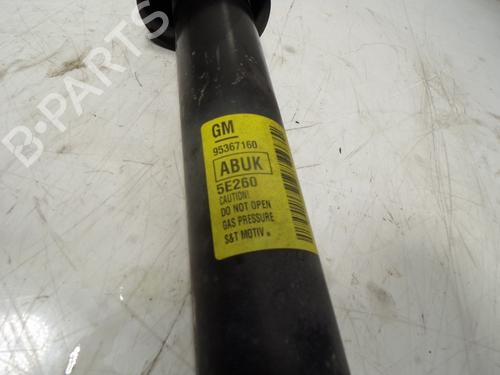 GM
95367160
ABUK
5E260
CAUTION!
DO NOT OPEN
GAS PRESSURE
S&T MOTIV.
B-PARTS